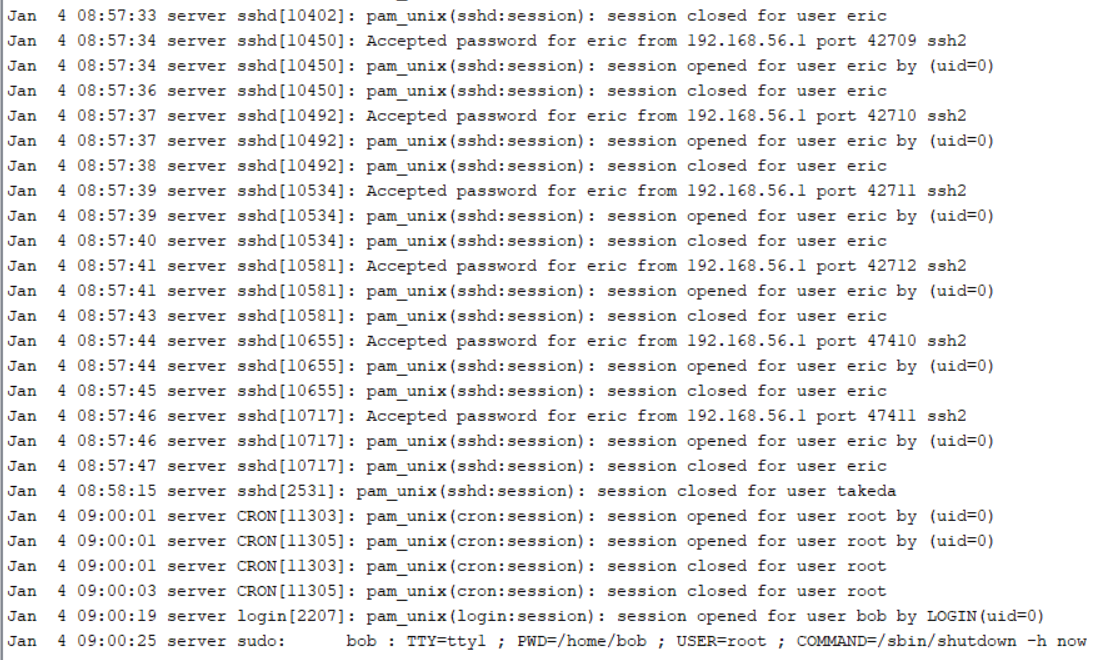 Jan  4 08:57:33 server sshd[10402]: pam_unix(sshd:session): session closed for user eric
Jan  4 08:57:34 server sshd[10450]: Accepted password for eric from 192.168.56.1 port 42709 ssh2
Jan  4 08:57:34 server sshd[10450]: pam_unix(sshd:session): session opened for user eric by (uid=0)
Jan  4 08:57:36 server sshd[10450]: pam_unix(sshd:session): session closed for user eric
Jan  4 08:57:37 server sshd[10492]: Accepted password for eric from 192.168.56.1 port 42710 ssh2
Jan  4 08:57:37 server sshd[10492]: pam_unix(sshd:session): session opened for user eric by (uid=0)
Jan  4 08:57:38 server sshd[10492]: pam_unix(sshd:session): session closed for user eric
Jan  4 08:57:39 server sshd[10534]: Accepted password for eric from 192.168.56.1 port 42711 ssh2
Jan  4 08:57:39 server sshd[10534]: pam_unix(sshd:session): session opened for user eric by (uid=0)
Jan  4 08:57:40 server sshd[10534]: pam_unix(sshd:session): session closed for user eric
Jan  4 08:57:41 server sshd[10581]: Accepted password for eric from 192.168.56.1 port 42712 ssh2
Jan  4 08:57:41 server sshd[10581]: pam_unix(sshd:session): session opened for user eric by (uid=0)
Jan  4 08:57:43 server sshd[10581]: pam_unix(sshd:session): session closed for user eric
Jan  4 08:57:44 server sshd[10655]: Accepted password for eric from 192.168.56.1 port 47410 ssh2
Jan  4 08:57:44 server sshd[10655]: pam_unix(sshd:session): session opened for user eric by (uid=0)
Jan  4 08:57:45 server sshd[10655]: pam_unix(sshd:session): session closed for user eric
Jan  4 08:57:46 server sshd[10717]: Accepted password for eric from 192.168.56.1 port 47411 ssh2
Jan  4 08:57:46 server sshd[10717]: pam_unix(sshd:session): session opened for user eric by (uid=0)
Jan  4 08:57:47 server sshd[10717]: pam_unix(sshd:session): session closed for user eric
Jan  4 08:58:15 server sshd[2531]: pam_unix(sshd:session): session closed for user takeda
Jan  4 09:00:01 server CRON[11303]: pam_unix(cron:session): session opened for user root by (uid=0)
Jan  4 09:00:01 server CRON[11305]: pam_unix(cron:session): session opened for user root by (uid=0)
Jan  4 09:00:01 server CRON[11303]: pam_unix(cron:session): session closed for user root
Jan  4 09:00:03 server CRON[11305]: pam_unix(cron:session): session closed for user root
Jan  4 09:00:19 server login[2207]: pam_unix(login:session): session opened for user bob by LOGIN(uid=0)
Jan  4 09:00:25 server sudo:      bob : TTY=tty1 ; PWD=/home/bob ; USER=root ; COMMAND=/sbin/shutdown -h now